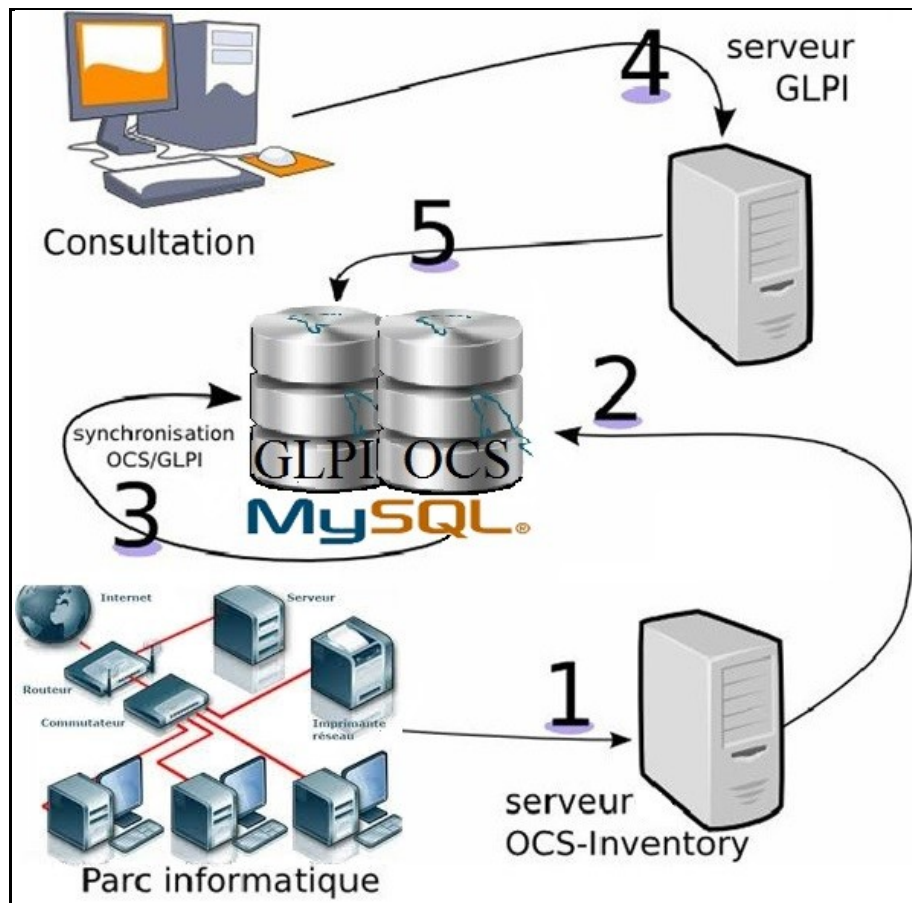 4
serveur
GLPI
Consultation
5
2
synchronisation
OCS/GLPI
GLPI OCS
MySQL®
3
Internet
Serveur
Routeur
Commutateur
Imprimante
réseau
1
Parc informatique
serveur
OCS-Inventory